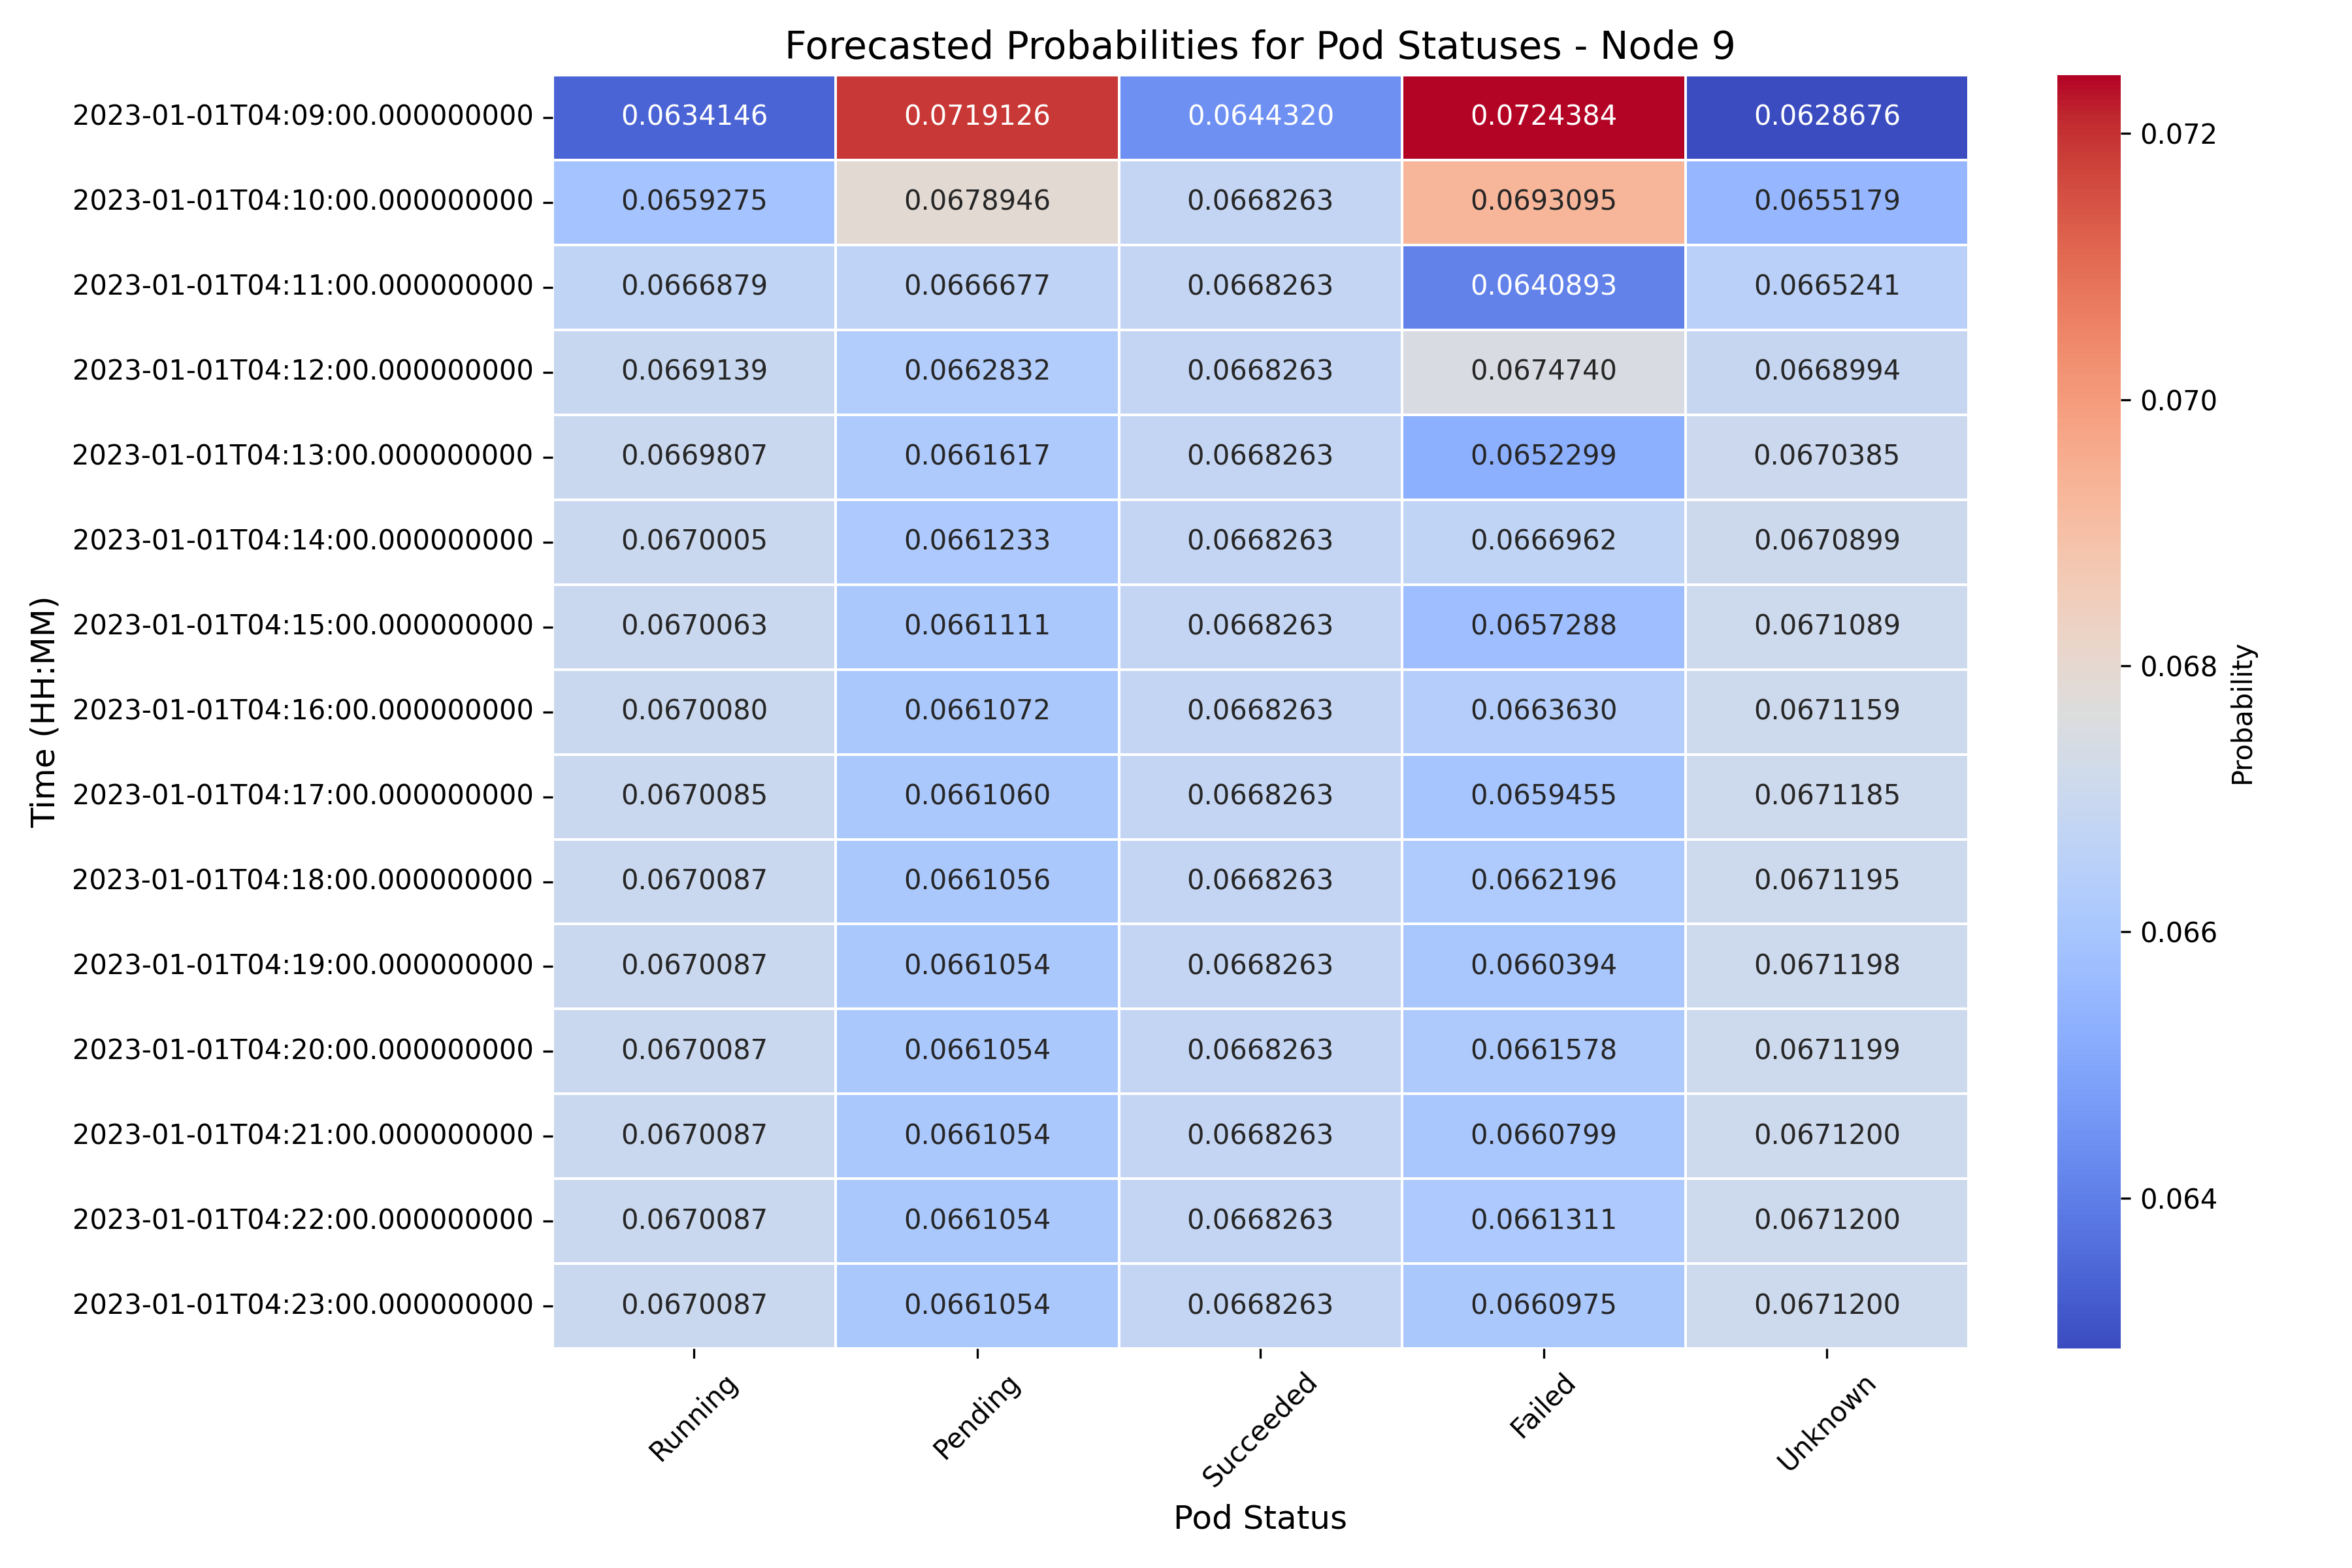 Forecasted Probabilities for Pod Statuses - Node 9
2023-01-01T04:09:00.000000000 0.0634146 0.0719126 0.0644320 0.0724384 0.0628676
2023-01-01T04:10:00.000000000 0.0659275 0.0678946 0.0668263 0.0693095 0.0655179
2023-01-01T04:11:00.000000000 0.0666879 0.0666677 0.0668263 0.0640893 0.0665241
2023-01-01T04:12:00.000000000 0.0669139 0.0662832 0.0668263 0.0674740 0.0668994
2023-01-01T04:13:00.000000000 0.0669807 0.0661617 0.0668263 0.0652299 0.0670385
2023-01-01T04:14:00.000000000 0.0670005 0.0661233 0.0668263 0.0666962 0.0670899
2023-01-01T04:15:00.000000000 0.0670063 0.0661111 0.0668263 0.0657288 0.0671089
2023-01-01T04:16:00.000000000 0.0670080 0.0661072 0.0668263 0.0663630 0.0671159
2023-01-01T04:17:00.000000000 0.0670085 0.0661060 0.0668263 0.0659455 0.0671185
2023-01-01T04:18:00.000000000 0.0670087 0.0661056 0.0668263 0.0662196 0.0671195
2023-01-01T04:19:00.000000000 0.0670087 0.0661054 0.0668263 0.0660394 0.0671198
2023-01-01T04:20:00.000000000 0.0670087 0.0661054 0.0668263 0.0661578 0.0671199
2023-01-01T04:21:00.000000000 0.0670087 0.0661054 0.0668263 0.0660799 0.0671200
2023-01-01T04:22:00.000000000 0.0670087 0.0661054 0.0668263 0.0661311 0.0671200
2023-01-01T04:23:00.000000000 0.0670087 0.0661054 0.0668263 0.0660975 0.0671200
Time (HH:MM)
Running Pending Succeeded Failed Unknown
Pod Status
0.072
0.070
0.068
0.066
0.064
Probability